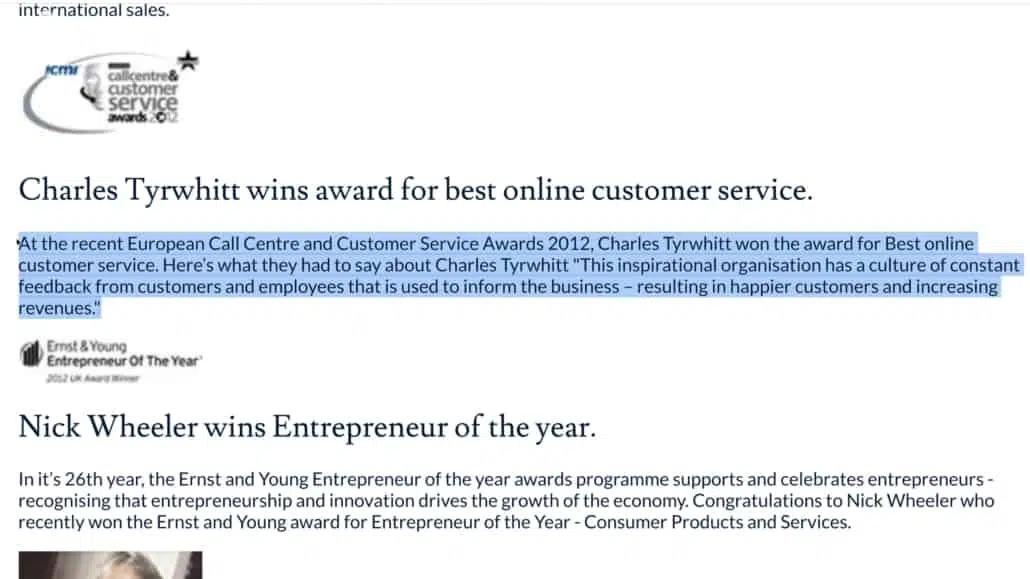 international sales.
icmi
callcentre&
customer
service
awards 2012
Charles Tyrwhitt wins award for best online customer service.
At the recent European Call Centre and Customer Service Awards 2012, Charles Tyrwhitt won the award for Best online
customer service. Here's what they had to say about Charles Tyrwhitt "This inspirational organisation has a culture of constant
feedback from customers and employees that is used to inform the business – resulting in happier customers and increasing
revenues."
Ernst & Young
Entrepreneur Of The Year
2012 UK Award Winner
Nick Wheeler wins Entrepreneur of the year.
In it's 26th year, the Ernst and Young Entrepreneur of the year awards programme supports and celebrates entrepreneurs -
recognising that entrepreneurship and innovation drives the growth of the economy. Congratulations to Nick Wheeler who
recently won the Ernst and Young award for Entrepreneur of the Year - Consumer Products and Services.